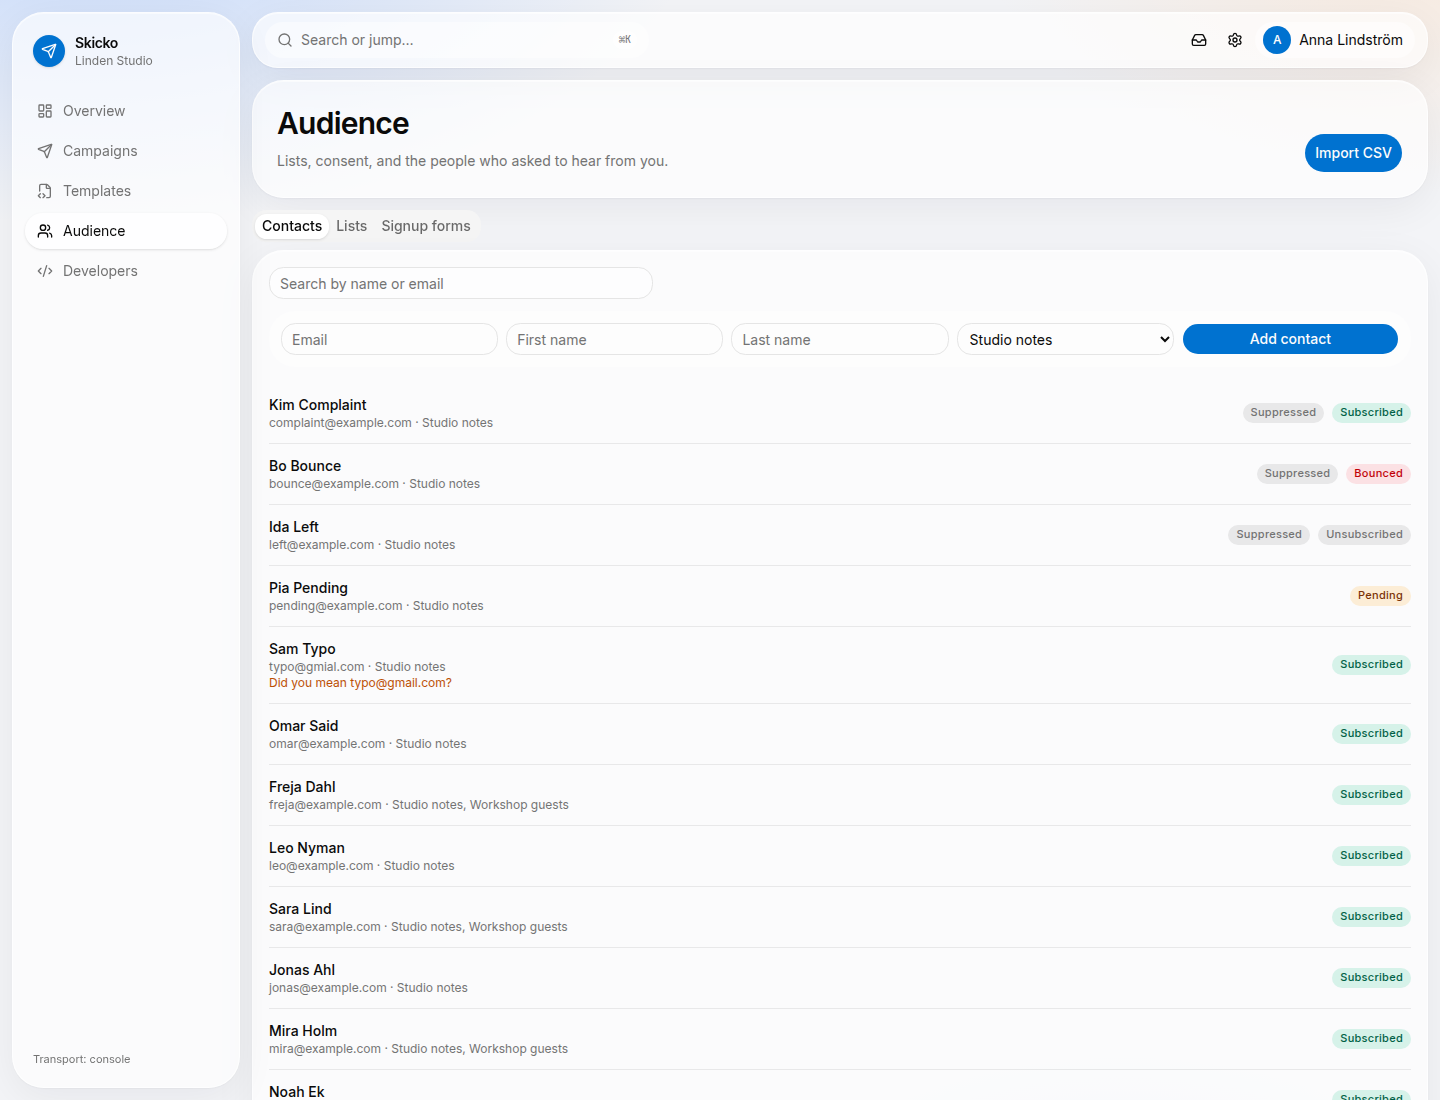 Skicko
Linden Studio
Overview
Campaigns
Templates
Audience
Developers
Transport: console
Search or jump...
⌘K
A
Anna Lindström
Audience
Lists, consent, and the people who asked to hear from you.
Import CSV
Contacts
Lists
Signup forms
Search by name or email
Email
First name
Last name
Studio notes
Add contact
Kim Complaint
complaint@example.com · Studio notes
Suppressed
Subscribed
Bo Bounce
bounce@example.com · Studio notes
Suppressed
Bounced
Ida Left
left@example.com · Studio notes
Suppressed
Unsubscribed
Pia Pending
pending@example.com · Studio notes
Pending
Sam Typo
typo@gmial.com · Studio notes
Did you mean typo@gmail.com?
Subscribed
Omar Said
omar@example.com · Studio notes
Subscribed
Freja Dahl
freja@example.com · Studio notes, Workshop guests
Subscribed
Leo Nyman
leo@example.com · Studio notes
Subscribed
Sara Lind
sara@example.com · Studio notes, Workshop guests
Subscribed
Jonas Ahl
jonas@example.com · Studio notes
Subscribed
Mira Holm
mira@example.com · Studio notes, Workshop guests
Subscribed
Noah Ek
Subscribed